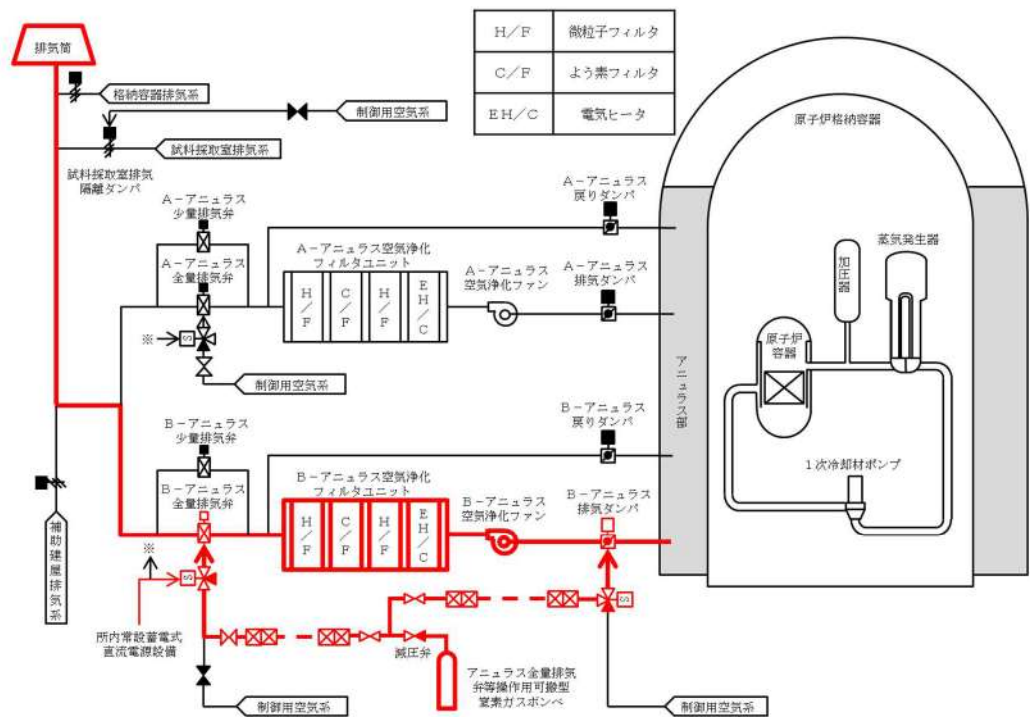 排気筒
H/F 微粒子フィルタ
C/F よう素フィルタ
EH/C 電気ヒータ
格納容器排気系
制御用空気系
試料採取室排気系
試料採取室排気
隔離ダンパ
原子炉格納容器
A-アニュラス
少量排気弁
A-アニュラス
全量排気弁
A-アニュラス空気浄化
フィルタユニット
H/F
C/F
H/F
EH/C
A-アニュラス
空気浄化ファン
A-アニュラス
戻りダンパ
A-アニュラス
排気ダンパ
※
S
制御用空気系
蒸気発生器
加圧器
原子炉
容器
アニュラス部
1次冷却材ポンプ
B-アニュラス
少量排気弁
B-アニュラス
全量排気弁
B-アニュラス空気浄化
フィルタユニット
H/F
C/F
H/F
EH/C
B-アニュラス
空気浄化ファン
B-アニュラス
戻りダンパ
B-アニュラス
排気ダンパ
補助建屋排気系
※
S
S
所内常設蓄電式
直流電源設備
減圧弁
アニュラス全量排気
弁等操作用可搬型
窒素ガスボンベ
制御用空気系
制御用空気系